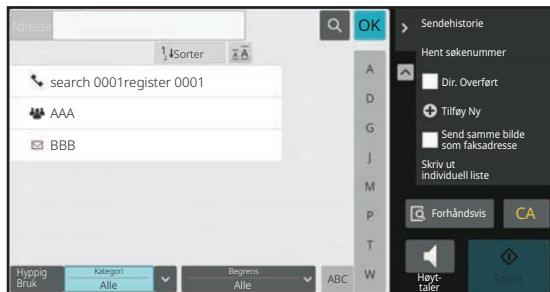 Adresse
OK
Sendehistorie
Sorter
Hent søkenummer
search 0001register 0001
Dir. Overført
AAA
Tilføy Ny
BBB
Send samme bilde
som faksadresse
Skriv ut
individuell liste
A
D
G
J
M
P
T
W
Forhåndsvis
CA
Hyppig
Bruk
Kategori
Alle
Begrens
Alle
ABC
Høyt-
taler
Start